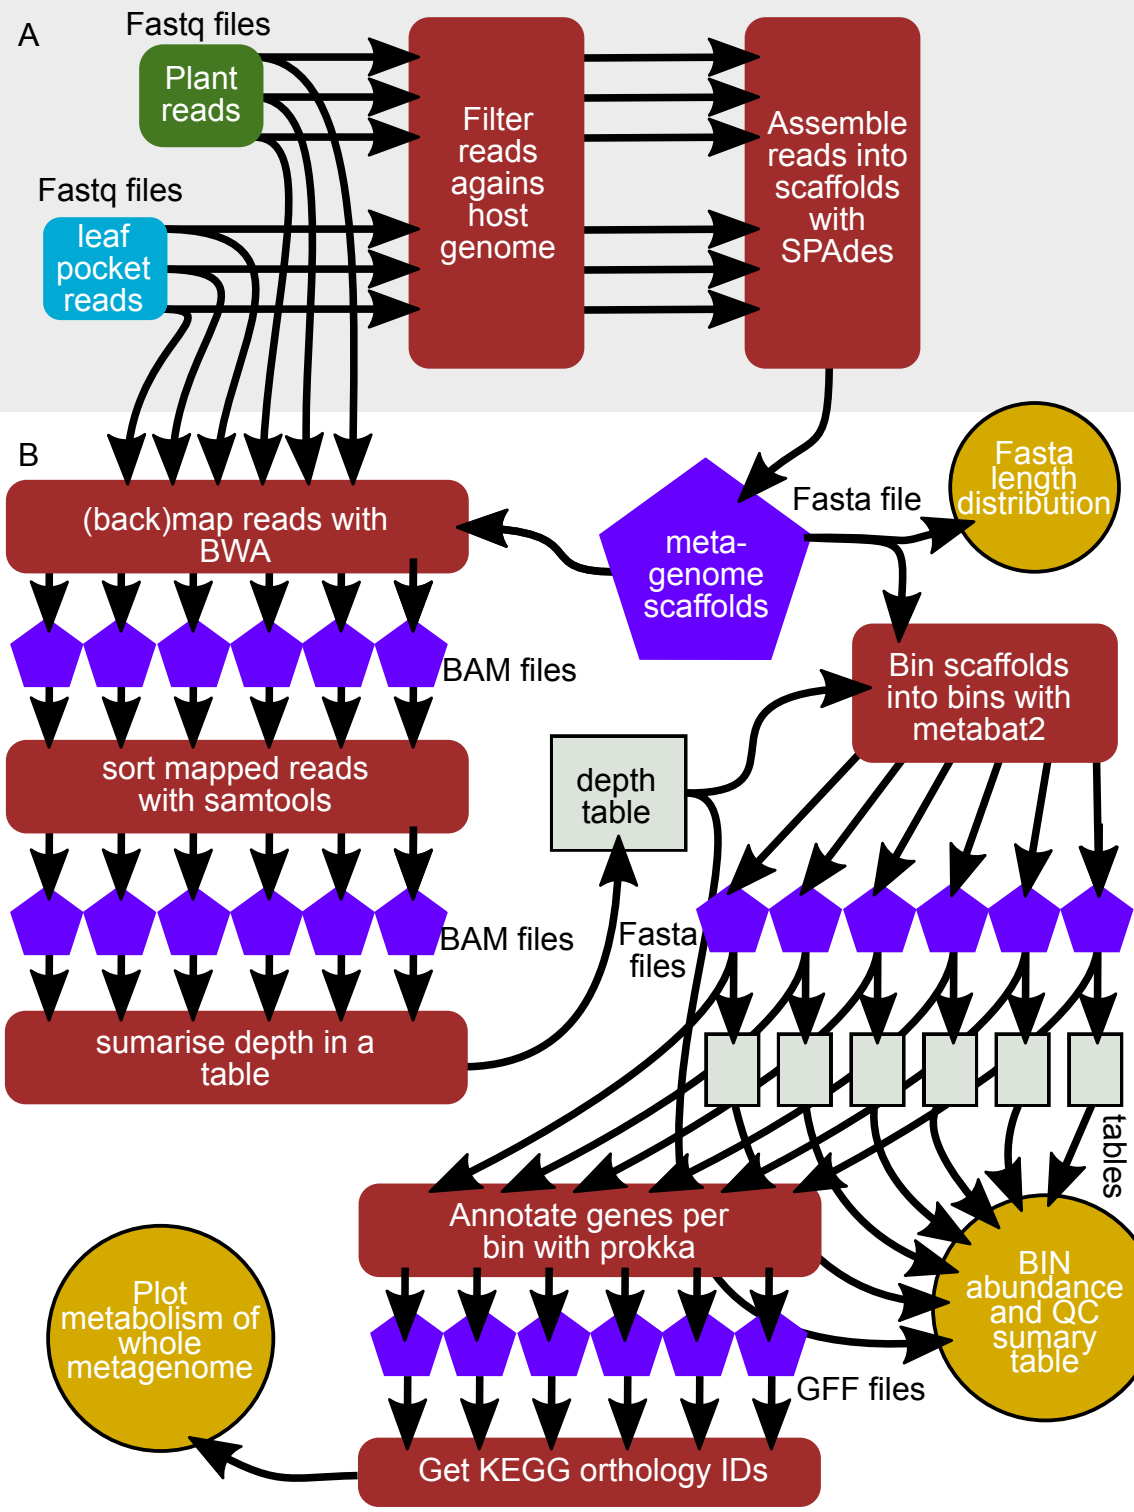 A
Fastq files
Plant
reads
Fastq files
leaf
pocket
reads
Filter
reads
agains
host
genome
Assemble
reads into
scaffolds
with
SPAdes
B
(back)map reads with
BWA
meta-
genome
scaffolds
Fasta file
Fasta
length
distribution
BAM files
Bin scaffolds
into bins with
metabat2
sort mapped reads
with samtools
depth
table
BAM files
Fasta
files
sumarise depth in a
table
tables
Annotate genes per
bin with prokka
BIN
abundance
and QC
sumary
table
Plot
metabolism of
whole
metagenome
GFF files
Get KEGG orthology IDs